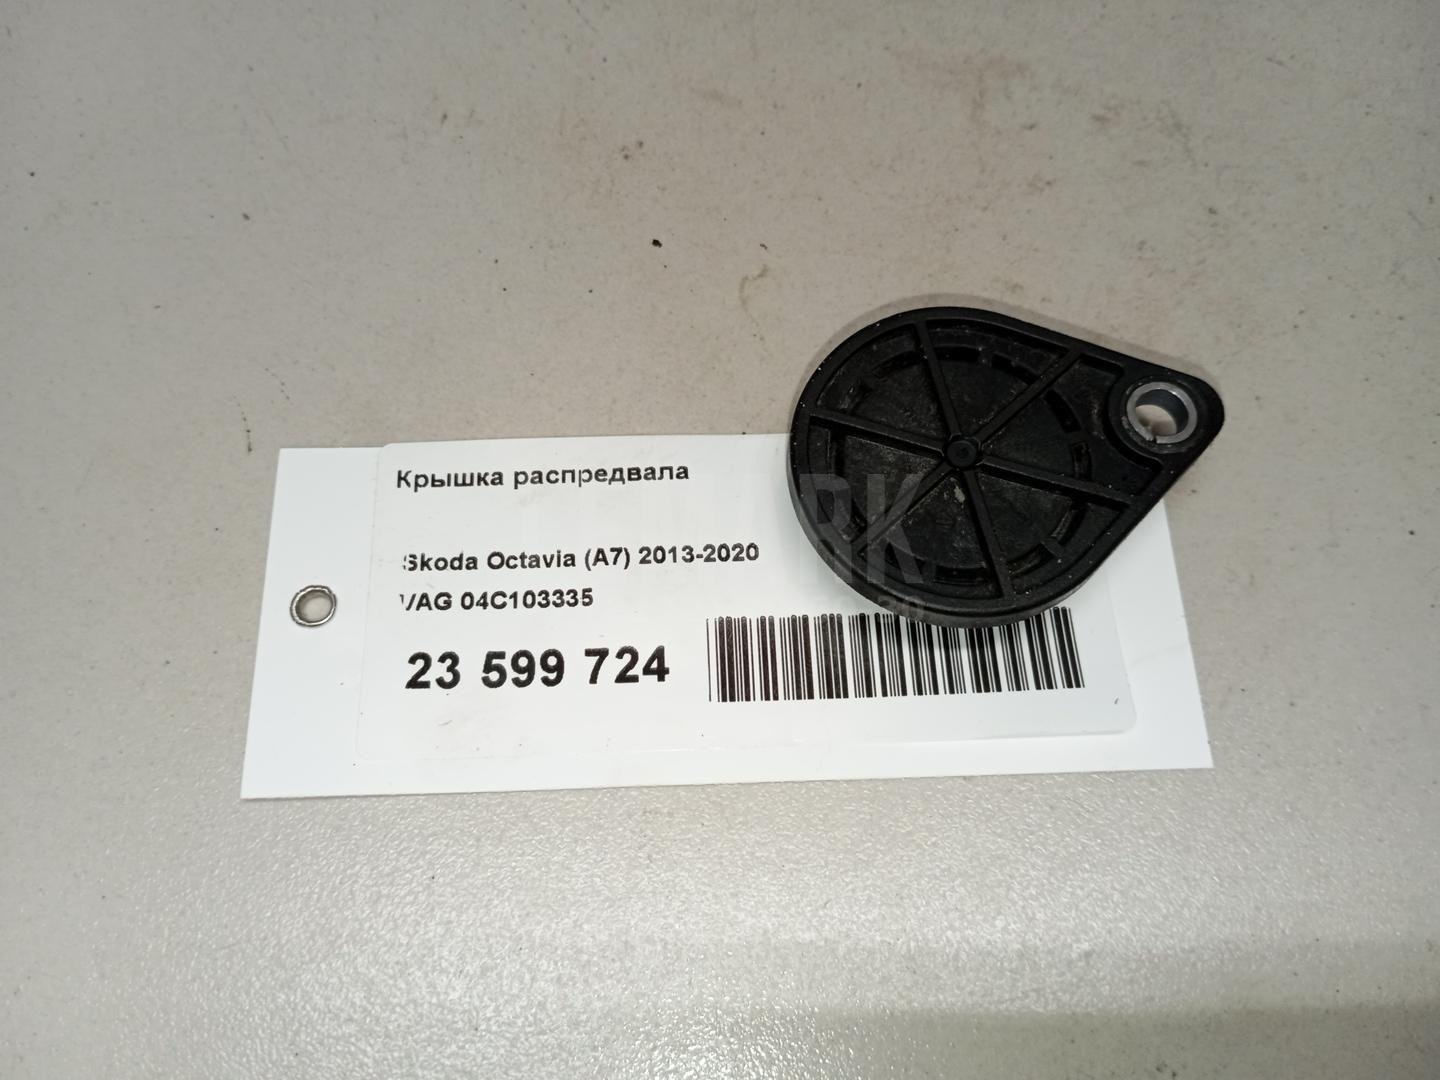 Крышка распредвала
Skoda Octavia (A7) 2013-2020
VAG 04C103335
23 599 724